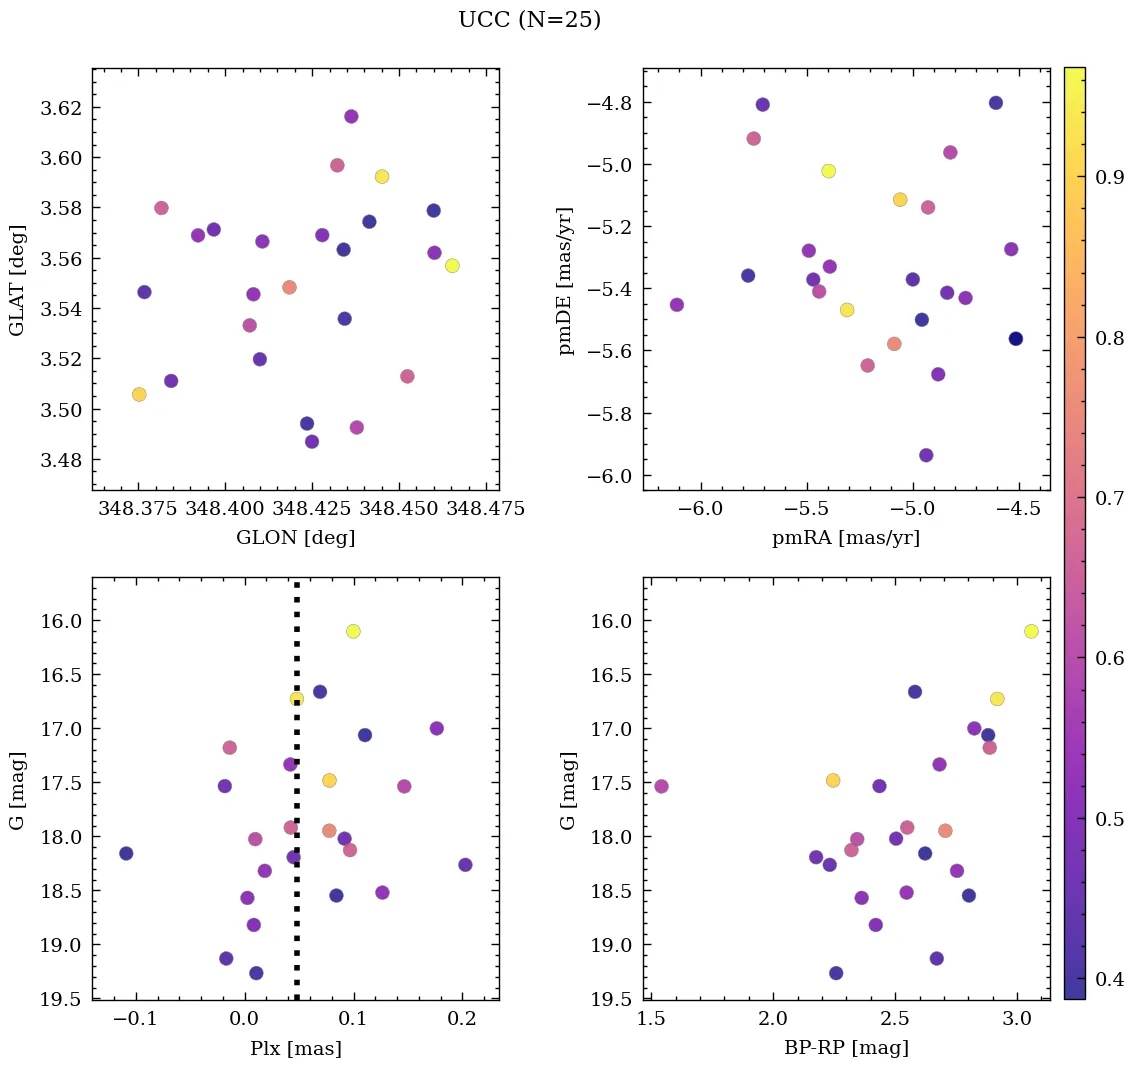 UCC (N=25)
3.62
3.60
3.58
3.56
3.54
3.52
3.50
3.48
GLAT [deg]
348.375 348.400 348.425 348.450 348.475
GLON [deg]
−4.8
−5.0
−5.2
−5.4
−5.6
−5.8
−6.0
pmDE [mas/yr]
−6.0 −5.5 −5.0 −4.5
pmRA [mas/yr]
16.0
16.5
17.0
17.5
18.0
18.5
19.0
19.5
G [mag]
−0.1 0.0 0.1 0.2
Plx [mas]
16.0
16.5
17.0
17.5
18.0
18.5
19.0
19.5
G [mag]
1.5 2.0 2.5 3.0
BP-RP [mag]
0.9
0.8
0.7
0.6
0.5
0.4